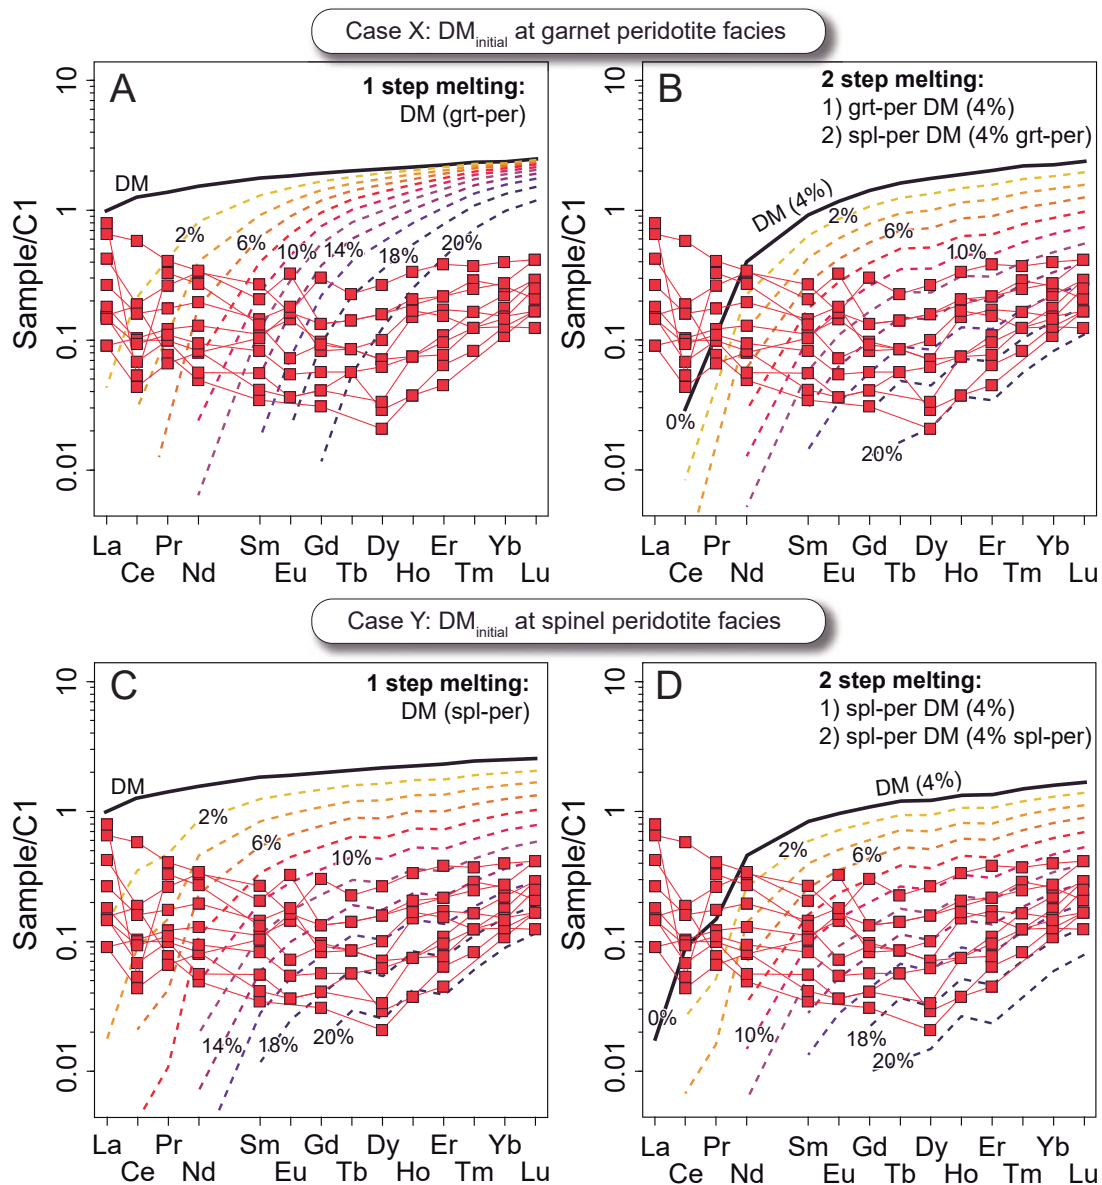 Case X: DMinitial at garnet peridotite facies
A
1 step melting:
DM (grt-per)
10
1
0.1
0.01
Sample/C1
DM
2%
6%
10%
14%
18%
20%
La Ce Pr Nd Sm Eu Gd Tb Dy Ho Er Tm Yb Lu
B
2 step melting:
1) grt-per DM (4%)
2) spl-per DM (4% grt-per)
10
1
0.1
0.01
Sample/C1
DM (4%)
2%
6%
10%
0%
20%
La Ce Pr Nd Sm Eu Gd Tb Dy Ho Er Tm Yb Lu
Case Y: DMinitial at spinel peridotite facies
C
1 step melting:
DM (spl-per)
10
1
0.1
0.01
Sample/C1
DM
2%
6%
10%
14%
18%
20%
La Ce Pr Nd Sm Eu Gd Tb Dy Ho Er Tm Yb Lu
D
2 step melting:
1) spl-per DM (4%)
2) spl-per DM (4% spl-per)
10
1
0.1
0.01
Sample/C1
DM (4%)
2%
6%
0%
10%
18%
20%
La Ce Pr Nd Sm Eu Gd Tb Dy Ho Er Tm Yb Lu